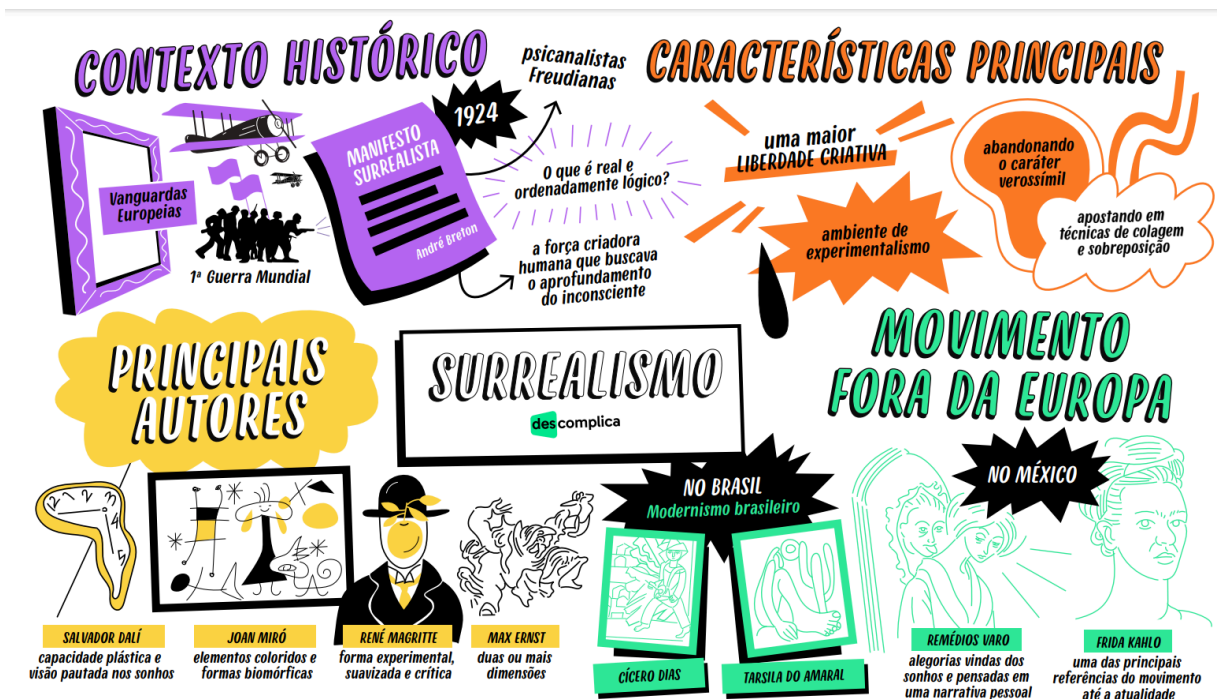 CONTEXTO HISTÓRICO
Vanguardas
Europeias
1ª Guerra Mundial
MANIFESTO
SURREALISTA
André Breton
1924
psicanalistas
Freudianas
O que é real e
ordenadamente lógico?
a força criadora
humana que buscava
o aprofundamento
do inconsciente
CARACTERÍSTICAS PRINCIPAIS
uma maior
LIBERDADE CRIATIVA
ambiente de
experimentalismo
abandonando
o caráter
verossímil
apostando em
técnicas de colagem
e sobreposição
PRINCIPAIS
AUTORES
SALVADOR DALÍ
capacidade plástica e
visão pautada nos sonhos
JOAN MIRÓ
elementos coloridos e
formas biomórficas
RENÉ MAGRITTE
forma experimental,
suavizada e crítica
MAX ERNST
duas ou mais
dimensões
SURREALISMO
descomplica
MOVIMENTO
FORA DA EUROPA
NO BRASIL
Modernismo brasileiro
CÍCERO DIAS
TARSILA DO AMARAL
NO MÉXICO
REMÉDIOS VARO
alegorias vindas dos
sonhos e pensadas em
uma narrativa pessoal
FRIDA KAHLO
uma das principais
referências do movimento
até a atualidade